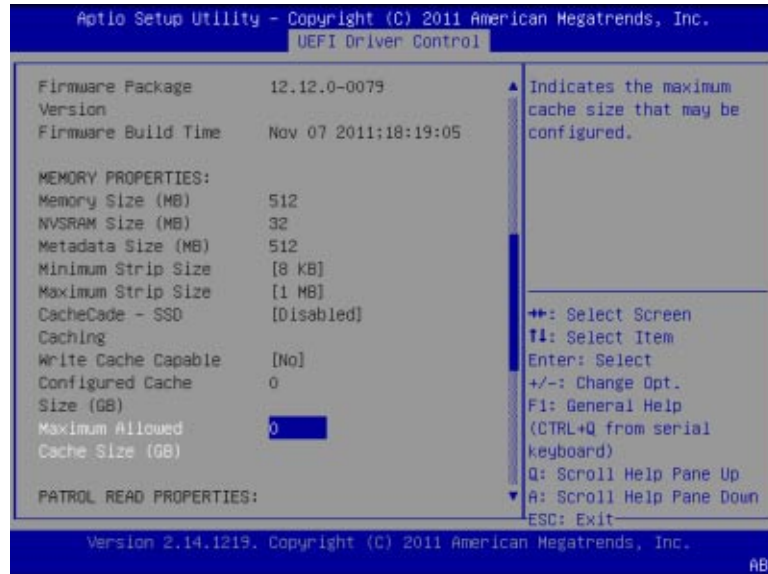 Aptio Setup Utility – Copyright (C) 2011 American Megatrends, Inc.
UEFI Driver Control
Firmware Package 12.12.0-0079
Version
Firmware Build Time Nov 07 2011;18:19:05
MEMORY PROPERTIES:
Memory Size (MB) 512
NVSRAM Size (MB) 32
Metadata Size (MB) 512
Minimum Strip Size [8 KB]
Maximum Strip Size [1 MB]
CacheCade - SSD [Disabled]
Caching
Write Cache Capable [No]
Configured Cache 0
Size (GB)
Maximum Allowed 0
Cache Size (GB)
PATROL READ PROPERTIES:
Indicates the maximum
cache size that may be
configured.
→←: Select Screen
↑↓: Select Item
Enter: Select
+/-: Change Opt.
F1: General Help
(CTRL+Q from serial
keyboard)
Q: Scroll Help Pane Up
A: Scroll Help Pane Down
ESC: Exit
Version 2.14.1219. Copyright (C) 2011 American Megatrends, Inc.
AB